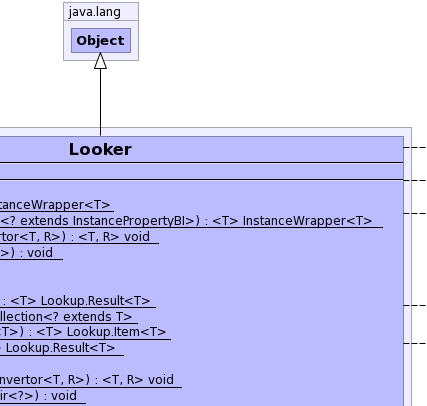 java.lang
Object
Looker
tanceWrapper<T>
<? extends InstancePropertyBI>) : <T> InstanceWrapper<T>
rtor<T, R>) : <T, R> void
>) : void
: <T> Lookup.Result<T>
llection<? extends T>
<T>) : <T> Lookup.Item<T>
> Lookup.Result<T>
nvertor<T, R>) : <T, R> void
ir<?>) : void